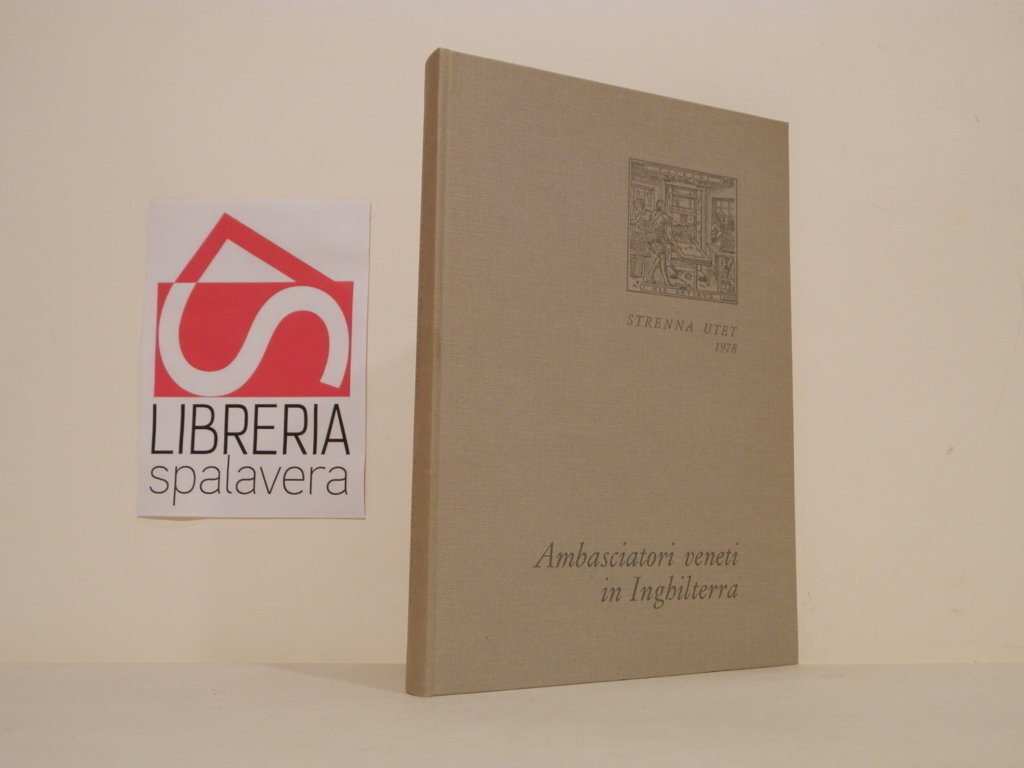 LIBRERIA
spalavera
STRENNA UTET
1978
Ambasciatori veneti
in Inghilterra